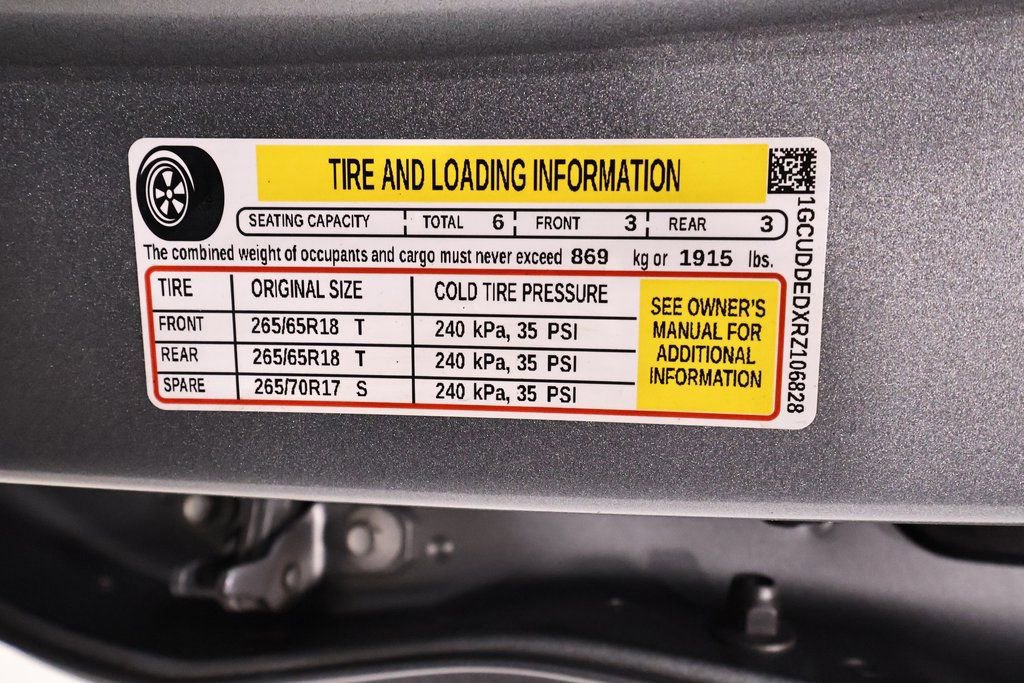 TIRE AND LOADING INFORMATION
SEATING CAPACITY TOTAL 6 FRONT 3 REAR 3
The combined weight of occupants and cargo must never exceed 869 kg or 1915 lbs.
TIRE ORIGINAL SIZE COLD TIRE PRESSURE
FRONT 265/65R18 T 240 kPa, 35 PSI
REAR 265/65R18 T 240 kPa, 35 PSI
SPARE 265/70R17 S 240 kPa, 35 PSI
SEE OWNER'S
MANUAL FOR
ADDITIONAL
INFORMATION
1GCUDDEDXRZ106828